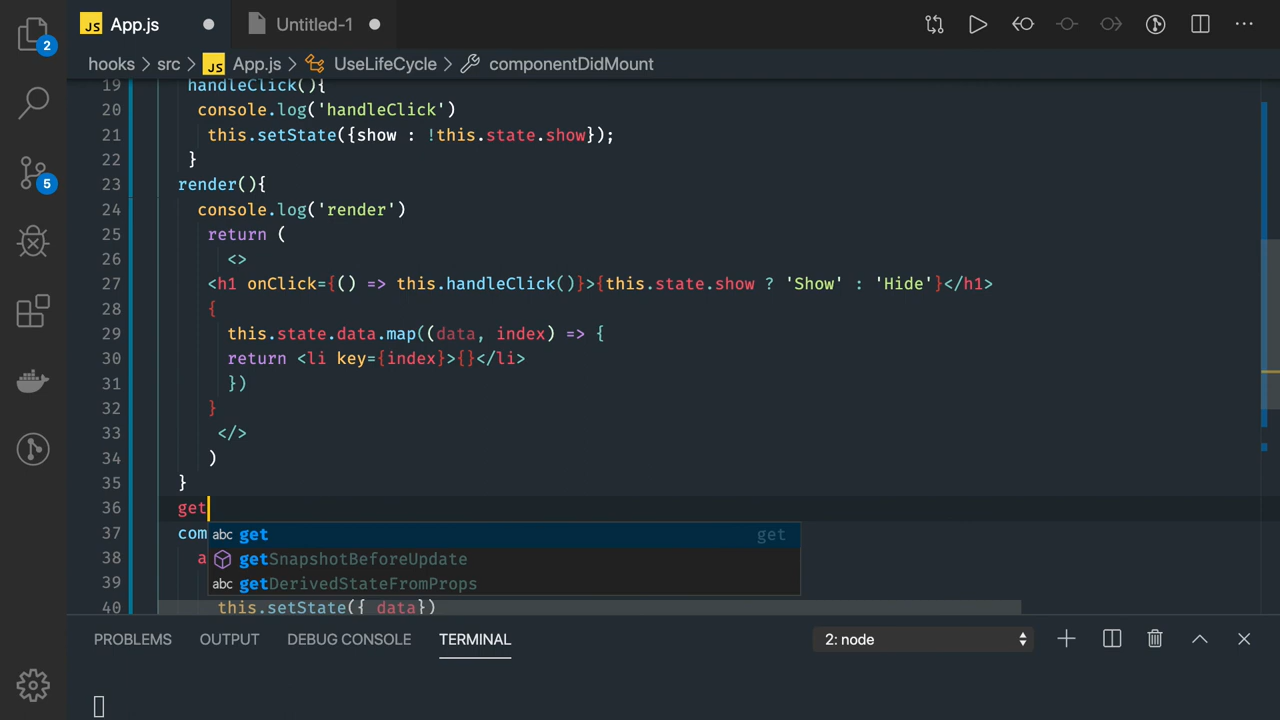 JS App.js ● Untitled-1 ●
2
hooks > src > JS App.js > UseLifeCycle > componentDidMount
19 handleClick(){
20 console.log('handleClick')
21 this.setState({show : !this.state.show});
22 }
23 render(){
24 console.log('render')
25 return (
26 <>
27 <h1 onClick={() => this.handleClick()}>{this.state.show ? 'Show' : 'Hide'}</h1>
28 {
29 this.state.data.map((data, index) => {
30 return <li key={index}>{}</li>
31 })
32 }
33 </>
34 )
35 }
36 get
37 com
abc get get
38 a
getSnapshotBeforeUpdate
39
abc getDerivedStateFromProps
40 this.setState({ data})
5
PROBLEMS OUTPUT DEBUG CONSOLE TERMINAL 2: node